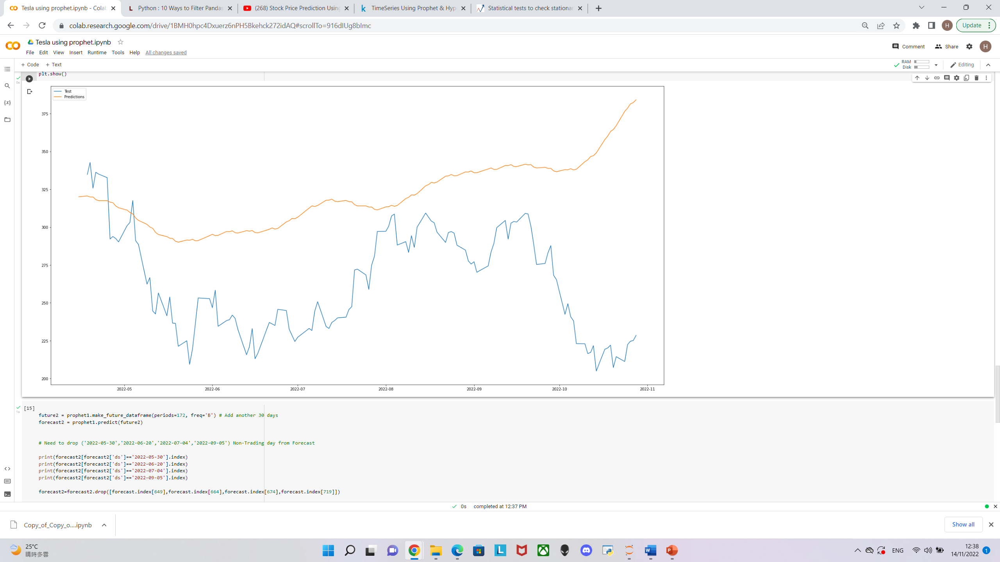 Tesla using prophet.ipynb - Colab
Python : 10 Ways to Filter Pandas
(268) Stock Price Prediction Using
TimeSeries Using Prophet & Hyp
Statistical tests to check stationar
colab.research.google.com/drive/1BMH0hpc4Dxuerz6nPH5Bkehck272idAQ#scrollTo=916dIUg8bImc
H
Update
Tesla using prophet.ipynb
File Edit View Insert Runtime Tools Help All changes saved
Comment Share H
+ Code + Text
RAM
Disk
Editing
0s
plt.show()
Test
Predictions
375
350
325
300
275
250
225
200
2022-05 2022-06 2022-07 2022-08 2022-09 2022-10 2022-11
1s
[15]
future2 = prophet1.make_future_dataframe(periods=172, freq='B') # Add another 30 days
forecast2 = prophet1.predict(future2)
# Need to drop ('2022-05-30','2022-06-20','2022-07-04','2022-09-05') Non-Trading day from Forecast
print(forecast2[forecast2['ds']=='2022-05-30'].index)
print(forecast2[forecast2['ds']=='2022-06-20'].index)
print(forecast2[forecast2['ds']=='2022-07-04'].index)
print(forecast2[forecast2['ds']=='2022-09-05'].index)
forecast2=forecast2.drop([forecast.index[649],forecast.index[664],forecast.index[674],forecast.index[719]])
0s completed at 12:37 PM
Copy_of_Copy_o....ipynb
Show all
25°C
晴時多雲
ENG
12:38
14/11/2022
1